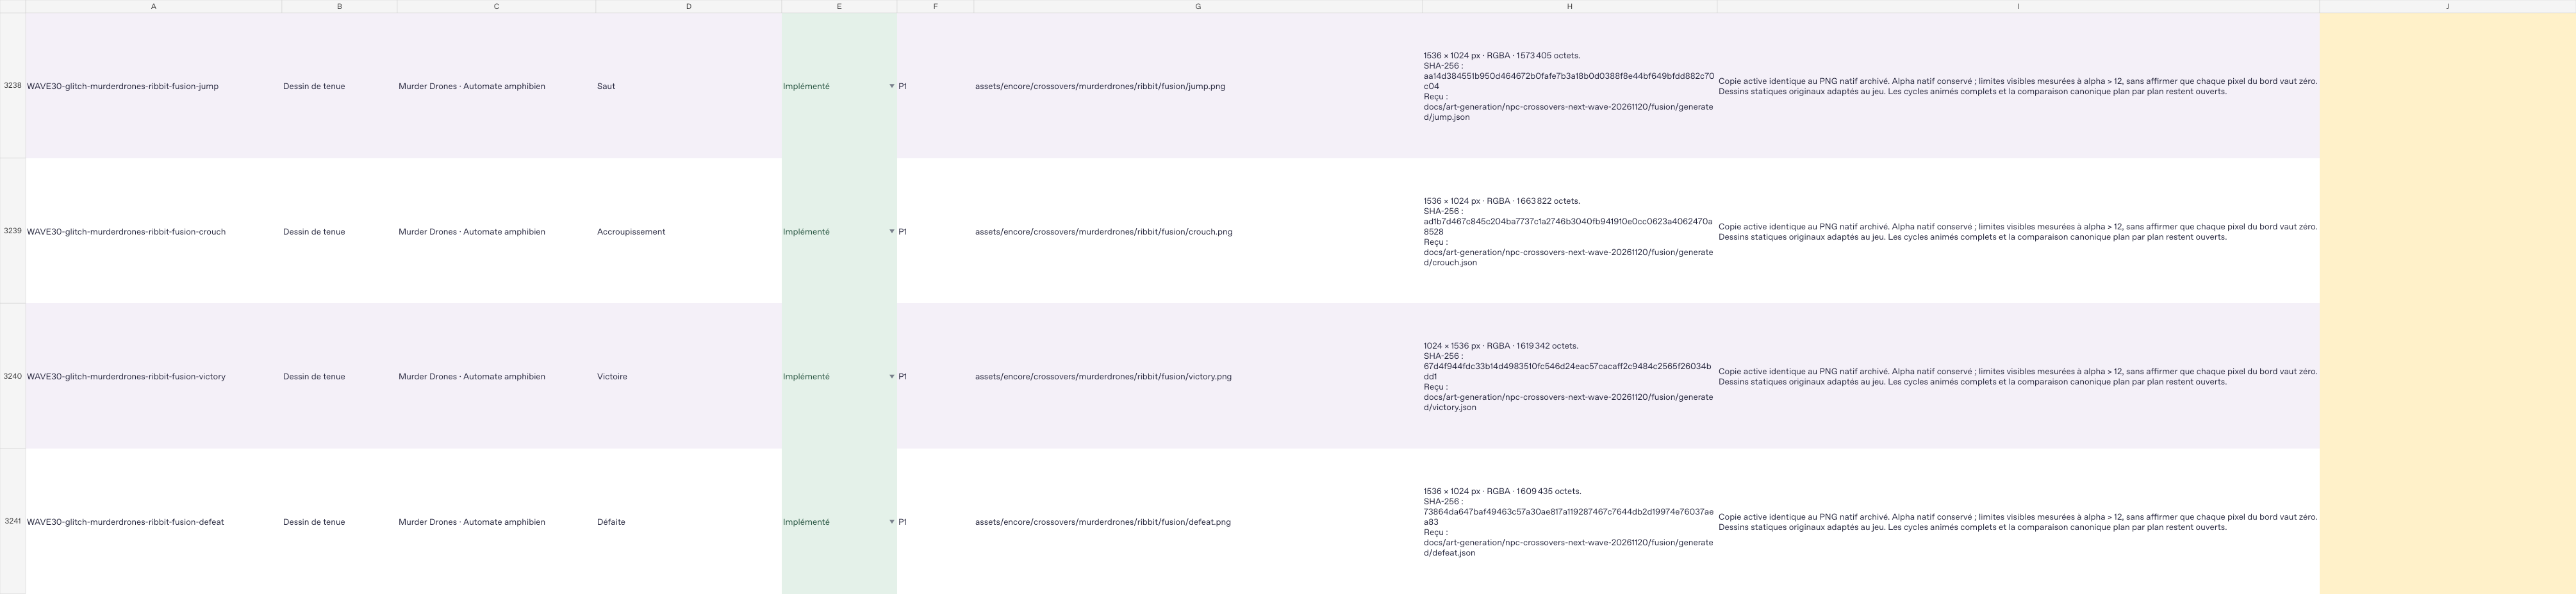 A B C D E F G H I J
3238 WAVE30-glitch-murderdrones-ribbit-fusion-jump Dessin de tenue Murder Drones · Automate amphibien Saut Implémenté P1 assets/encore/crossovers/murderdrones/ribbit/fusion/jump.png
1536 × 1024 px · RGBA · 1 573 405 octets.
SHA-256 :
aa14d384551b950d464672b0fafe7b3a18b0d0388f8e44bf649bfdd882c70
c04
Reçu :
docs/art-generation/npc-crossovers-next-wave-20261120/fusion/generate
d/jump.json
Copie active identique au PNG natif archivé. Alpha natif conservé ; limites visibles mesurées à alpha > 12, sans affirmer que chaque pixel du bord vaut zéro.
Dessins statiques originaux adaptés au jeu. Les cycles animés complets et la comparaison canonique plan par plan restent ouverts.
3239 WAVE30-glitch-murderdrones-ribbit-fusion-crouch Dessin de tenue Murder Drones · Automate amphibien Accroupissement Implémenté P1 assets/encore/crossovers/murderdrones/ribbit/fusion/crouch.png
1536 × 1024 px · RGBA · 1 663 822 octets.
SHA-256 :
ad1b7d467c845c204ba7737c1a2746b3040fb941910e0cc0623a4062470a
8528
Reçu :
docs/art-generation/npc-crossovers-next-wave-20261120/fusion/generate
d/crouch.json
Copie active identique au PNG natif archivé. Alpha natif conservé ; limites visibles mesurées à alpha > 12, sans affirmer que chaque pixel du bord vaut zéro.
Dessins statiques originaux adaptés au jeu. Les cycles animés complets et la comparaison canonique plan par plan restent ouverts.
3240 WAVE30-glitch-murderdrones-ribbit-fusion-victory Dessin de tenue Murder Drones · Automate amphibien Victoire Implémenté P1 assets/encore/crossovers/murderdrones/ribbit/fusion/victory.png
1024 × 1536 px · RGBA · 1 619 342 octets.
SHA-256 :
67d4f944fdc33b14d4983510fc546d24eac57cacaff2c9484c2565f26034b
dd1
Reçu :
docs/art-generation/npc-crossovers-next-wave-20261120/fusion/generate
d/victory.json
Copie active identique au PNG natif archivé. Alpha natif conservé ; limites visibles mesurées à alpha > 12, sans affirmer que chaque pixel du bord vaut zéro.
Dessins statiques originaux adaptés au jeu. Les cycles animés complets et la comparaison canonique plan par plan restent ouverts.
3241 WAVE30-glitch-murderdrones-ribbit-fusion-defeat Dessin de tenue Murder Drones · Automate amphibien Défaite Implémenté P1 assets/encore/crossovers/murderdrones/ribbit/fusion/defeat.png
1536 × 1024 px · RGBA · 1 609 435 octets.
SHA-256 :
73864da647baf49463c57a30ae817a119287467c7644db2d19974e76037ae
a83
Reçu :
docs/art-generation/npc-crossovers-next-wave-20261120/fusion/generate
d/defeat.json
Copie active identique au PNG natif archivé. Alpha natif conservé ; limites visibles mesurées à alpha > 12, sans affirmer que chaque pixel du bord vaut zéro.
Dessins statiques originaux adaptés au jeu. Les cycles animés complets et la comparaison canonique plan par plan restent ouverts.